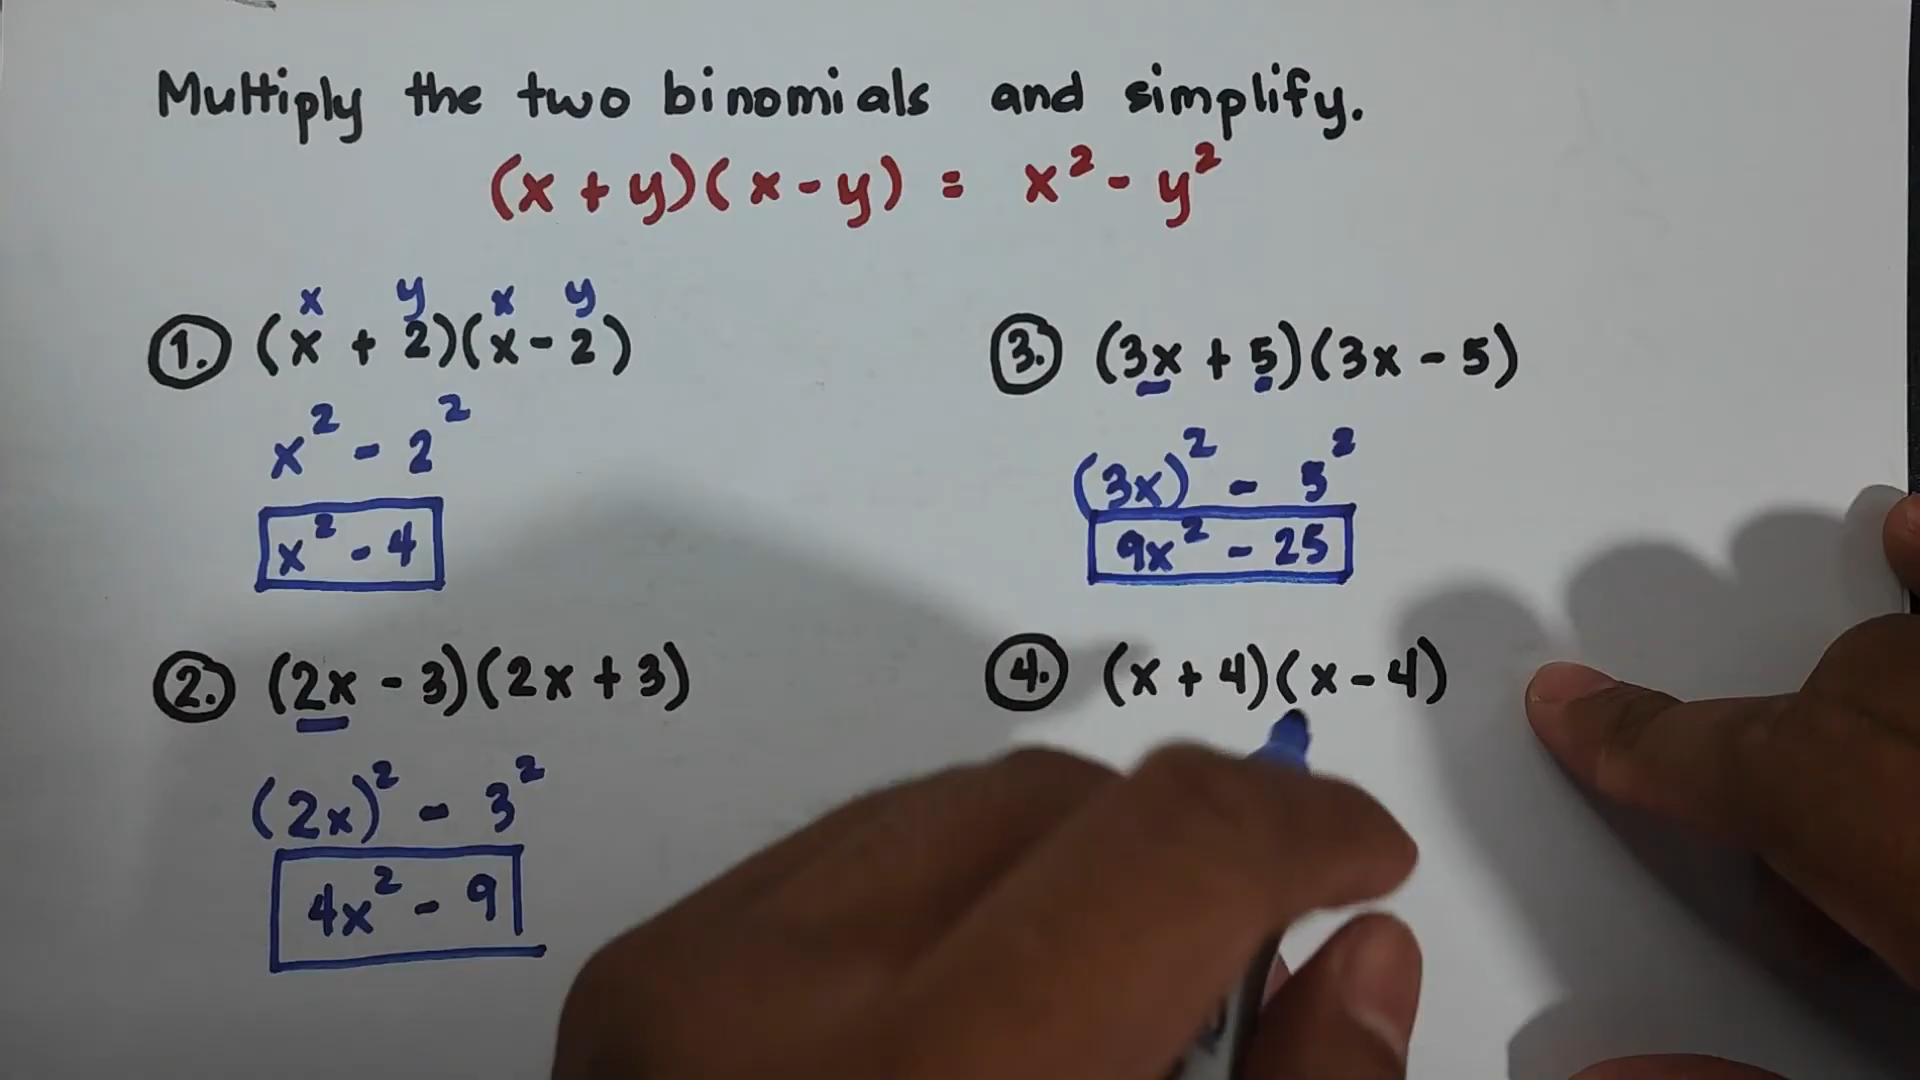 Multiply the two binomials and simplify.
(x + y)(x - y) = x² - y²
x y x y
1. (x + 2)(x - 2)
x² - 2²
x² - 4
2. (2x - 3)(2x + 3)
(2x)² - 3²
4x² - 9
3. (3x + 5)(3x - 5)
(3x)² - 5²
9x² - 25
4. (x + 4)(x - 4)